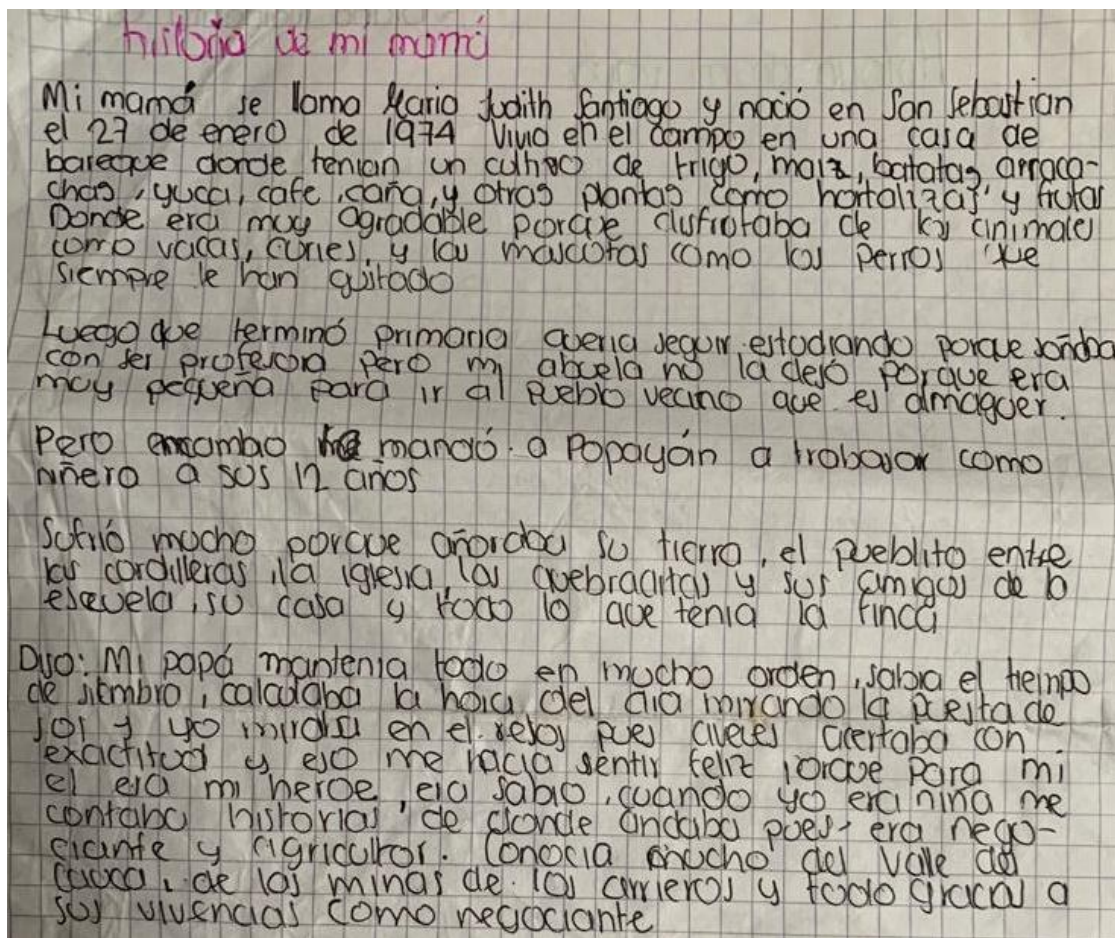 historia de mi mamá
Mi mamá se llama Maria Judith Santiago y nació en San Sebastian
el 27 de enero de 1974 Vivia en el campo en una casa de
bareque donde tenian un cultivo de trigo, maiz, batatas, arraca-
chas, yuca, cafe, caña, y otras plantas como hortalizas, y frutas
Donde era muy agradable porque disfrutaba de los animales
como vacas, curies, y las mascotas como los perros que
siempre le han gustado
Luego que terminó primaria queria seguir estudiando porque soñaba
con ser profesora pero mi abuela no la dejó porque era
muy pequeña para ir al pueblo vecino que es almaguer.
Pero encambio la mandó a Popayán a trabajar como
niñera a sus 12 años
Sufrió mucho porque añoraba su tierra, el pueblito entre
las cordilleras, la iglesia, las quebraditas y sus amigos de la
escuela, su casa y todo lo que tenia la finca
Dijo: Mi papá mantenia todo en mucho orden, sabia el tiempo
de siembra, calculaba la hora del dia mirando la puesta de
sol y yo miraba en el reloj pues aveces acertaba con
exactitud y eso me hacia sentir feliz porque para mi
el era mi heroe, era sabio, cuando yo era niña me
contaba historias de donde andaba pues era nego-
ciante y agricultor. Conocia mucho del valle del
cauca, de las minas de los arrieros y todo gracias a
sus vivencias como negociante